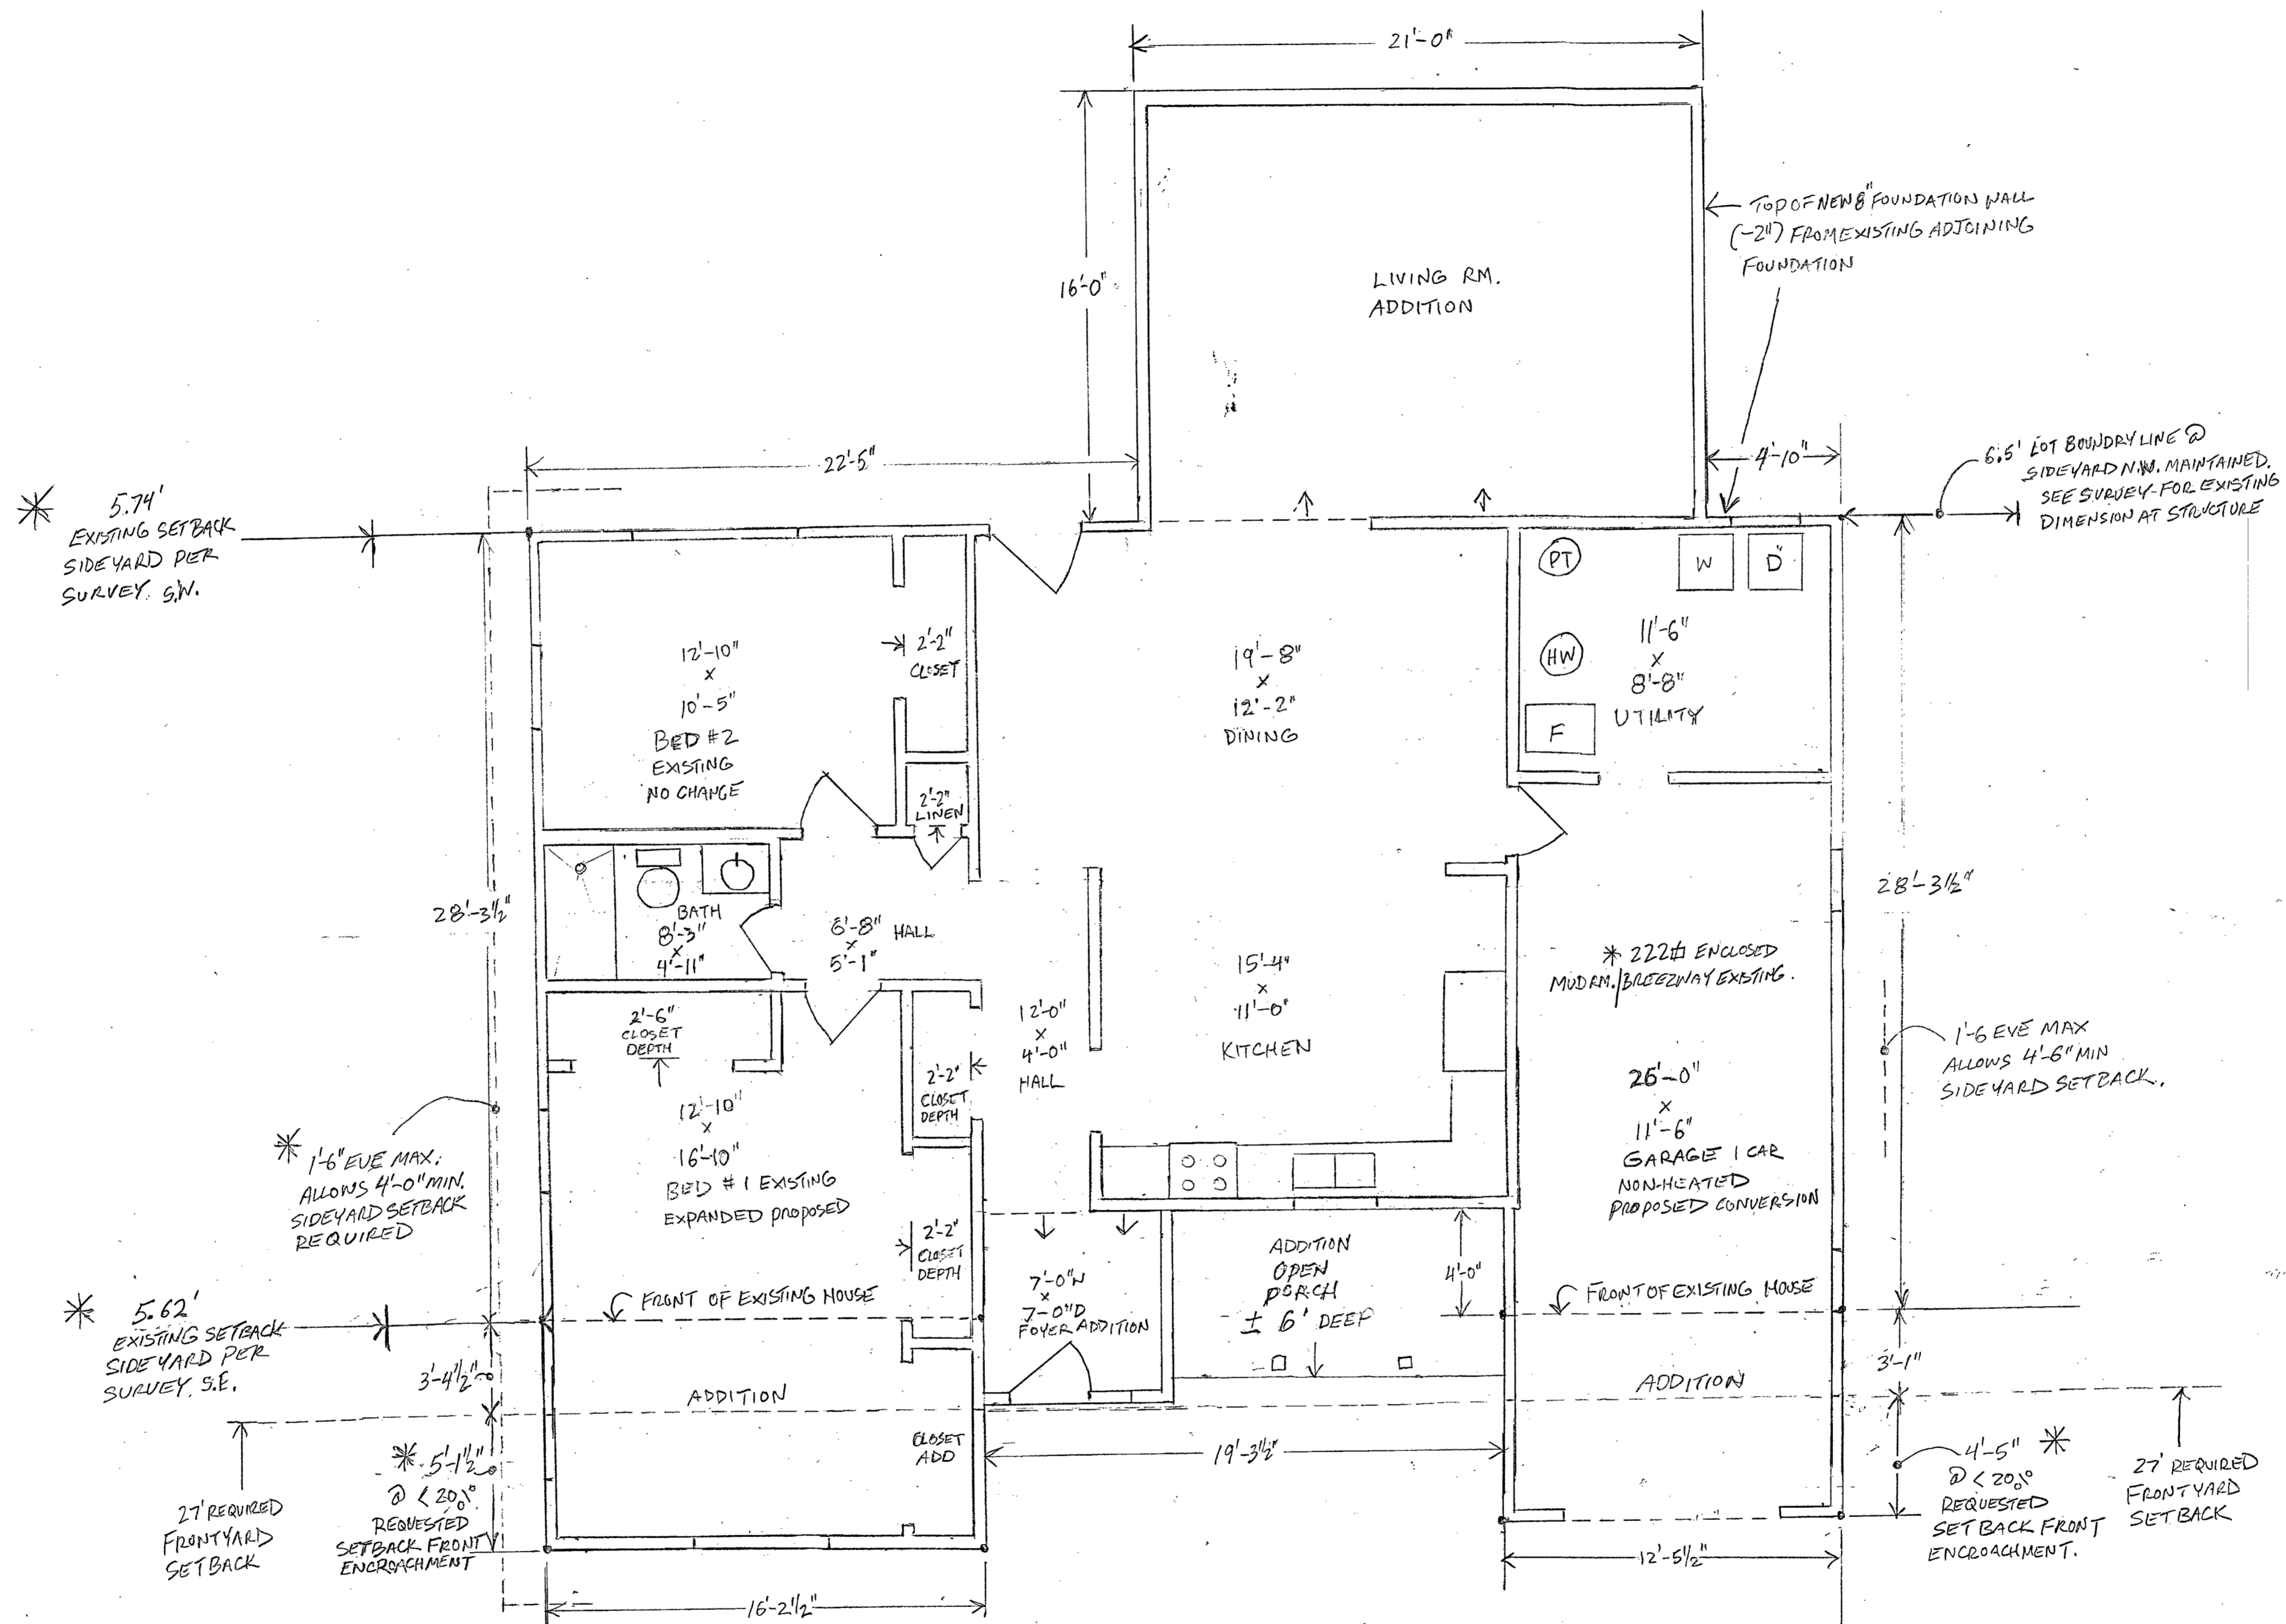 21'-0"
16'-0"
LIVING RM.
ADDITION
TOP OF NEW 8" FOUNDATION WALL
(-2") FROM EXISTING ADJOINING
FOUNDATION
22'-5"
4'-10"
6.5' LOT BOUNDRY LINE @
SIDEYARD N.W. MAINTAINED.
SEE SURVEY-FOR EXISTING
DIMENSION AT STRUCTURE
* 5.74'
EXISTING SETBACK
SIDEYARD PER
SURVEY. S.W.
12'-10"
x
10'-5"
BED #2
EXISTING
NO CHANGE
2'-2"
CLOSET
2'-2"
LINEN
19'-8"
x
12'-2"
DINING
PT
HW
F
W
D
11'-6"
x
8'-8"
UTILITY
28'-3½"
BATH
8'-3"
x
4'-11"
6'-8" HALL
x
5'-1"
28'-3½"
* 222⌗ ENCLOSED
MUDRM./BREEZWAY EXISTING.
15'-4"
x
11'-0"
KITCHEN
12'-0"
x
4'-0"
HALL
2'-6"
CLOSET
DEPTH
2'-2"
CLOSET
DEPTH
12'-10"
x
16'-10"
BED #1 EXISTING
EXPANDED PROPOSED
2'-2"
CLOSET
DEPTH
26'-0"
x
11'-6"
GARAGE 1 CAR
NON-HEATED
PROPOSED CONVERSION
1'-6 EVE MAX
ALLOWS 4'-6" MIN
SIDEYARD SETBACK.
* 1'-6" EVE MAX.
ALLOWS 4'-0" MIN.
SIDEYARD SETBACK
REQUIRED
FRONT OF EXISTING HOUSE
7'-0"W
x
7-0"D
FOYER ADDITION
ADDITION
OPEN
PORCH
± 6' DEEP
4'-0"
FRONT OF EXISTING HOUSE
* 5.62'
EXISTING SETBACK
SIDEYARD PER
SURVEY. S.E.
3'-4½"
ADDITION
CLOSET
ADD
ADDITION
3'-1"
27' REQUIRED
FRONTYARD
SETBACK
* 5'-1½"
@ < 20%
REQUESTED
SETBACK FRONT
ENCROACHMENT
19'-3½"
4'-5" *
@ < 20%
REQUESTED
SET BACK FRONT
ENCROACHMENT.
27' REQUIRED
FRONTYARD
SETBACK
16'-2½"
12'-5½"